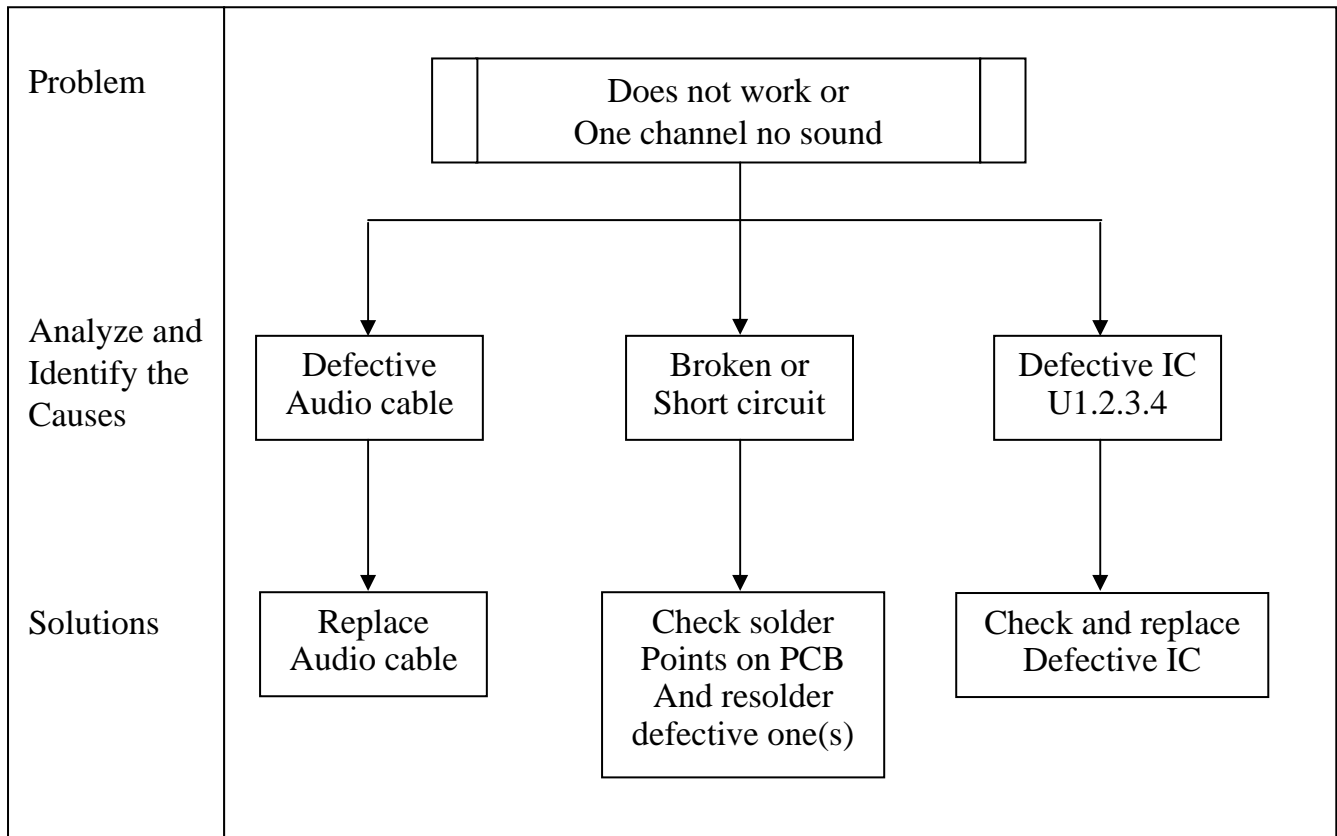 Problem
Does not work or
One channel no sound
Analyze and
Identify the
Causes
Defective
Audio cable
Broken or
Short circuit
Defective IC
U1.2.3.4
Solutions
Replace
Audio cable
Check solder
Points on PCB
And resolder
defective one(s)
Check and replace
Defective IC